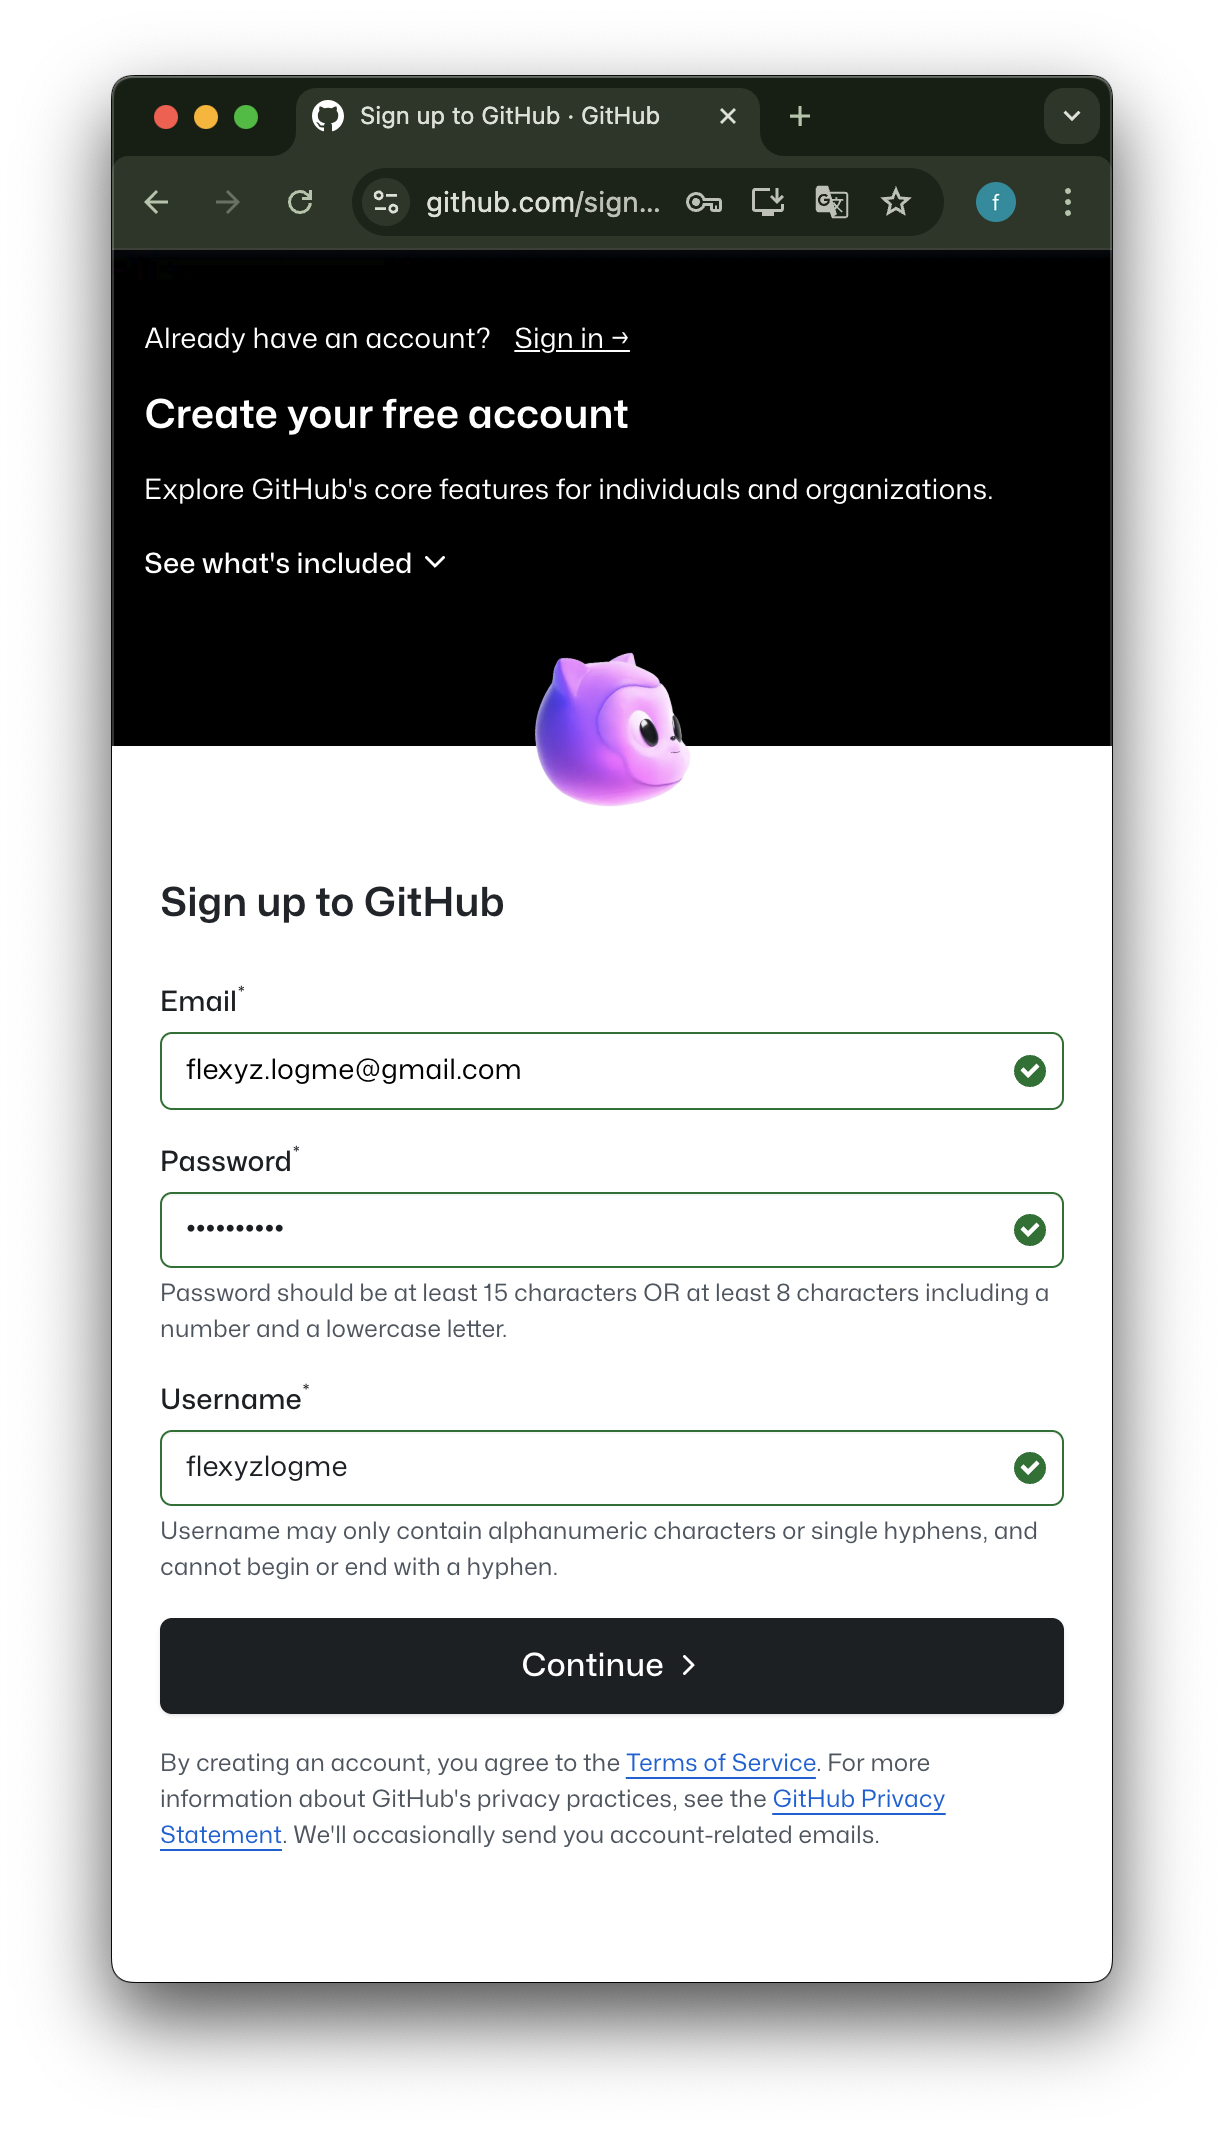 Sign up to GitHub · GitHub
github.com/sign...
f
Already have an account? Sign in →
Create your free account
Explore GitHub's core features for individuals and organizations.
See what's included
Sign up to GitHub
Email*
flexyz.logme@gmail.com
Password*
••••••••••
Password should be at least 15 characters OR at least 8 characters including a
number and a lowercase letter.
Username*
flexyzlogme
Username may only contain alphanumeric characters or single hyphens, and
cannot begin or end with a hyphen.
Continue
By creating an account, you agree to the Terms of Service. For more
information about GitHub's privacy practices, see the GitHub Privacy
Statement. We'll occasionally send you account-related emails.